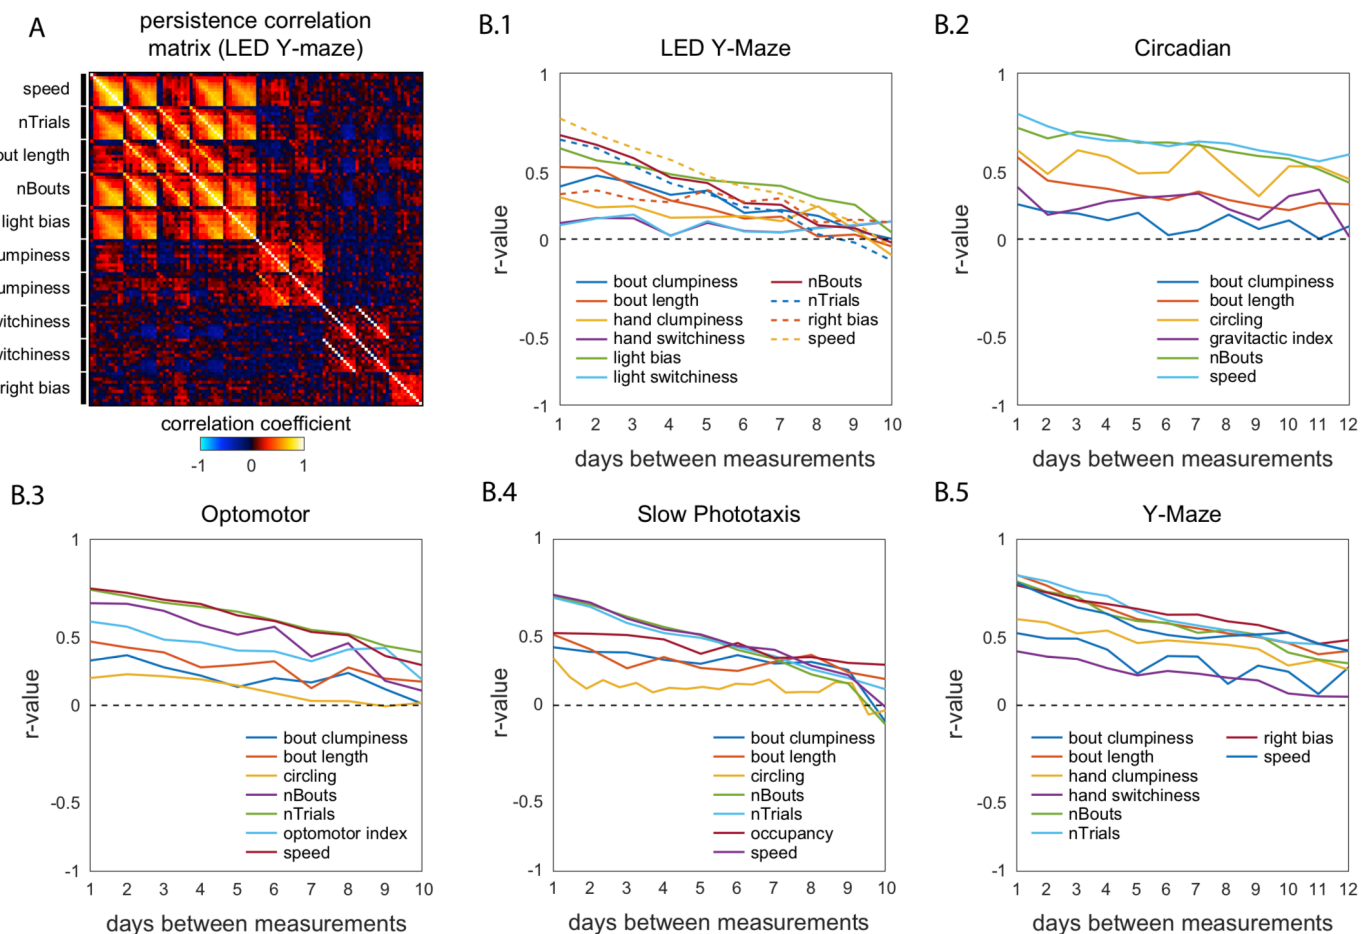 A
persistence correlation
matrix (LED Y-maze)
speed
nTrials
out length
nBouts
light bias
umpiness
umpiness
witchiness
witchiness
right bias
correlation coefficient
-1 0 1
B.1
LED Y-Maze
1
0.5
0
-0.5
-1
r-value
bout clumpiness
bout length
hand clumpiness
hand switchiness
light bias
light switchiness
nBouts
nTrials
right bias
speed
1 2 3 4 5 6 7 8 9 10
days between measurements
B.2
Circadian
1
0.5
0
-0.5
-1
r-value
bout clumpiness
bout length
circling
gravitactic index
nBouts
speed
1 2 3 4 5 6 7 8 9 10 11 12
days between measurements
B.3
Optomotor
1
0.5
0
-0.5
-1
r-value
bout clumpiness
bout length
circling
nBouts
nTrials
optomotor index
speed
1 2 3 4 5 6 7 8 9 10
days between measurements
B.4
Slow Phototaxis
1
0.5
0
-0.5
-1
r-value
bout clumpiness
bout length
circling
nBouts
nTrials
occupancy
speed
1 2 3 4 5 6 7 8 9 10
days between measurements
B.5
Y-Maze
1
0.5
0
-0.5
-1
r-value
bout clumpiness
bout length
hand clumpiness
hand switchiness
nBouts
nTrials
right bias
speed
1 2 3 4 5 6 7 8 9 10 11 12
days between measurements